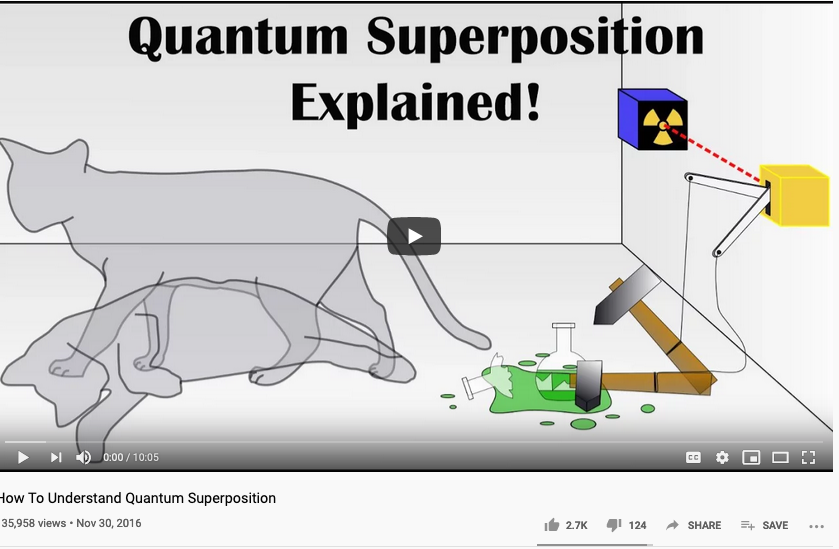 Quantum Superposition
Explained!
0:00 / 10:05
CC
How To Understand Quantum Superposition
35,958 views • Nov 30, 2016
2.7K 124 SHARE SAVE